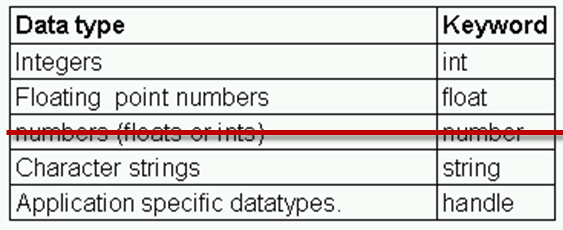 Data type Keyword
Integers int
Floating point numbers float
numbers (floats or ints) number
Character strings string
Application specific datatypes. handle